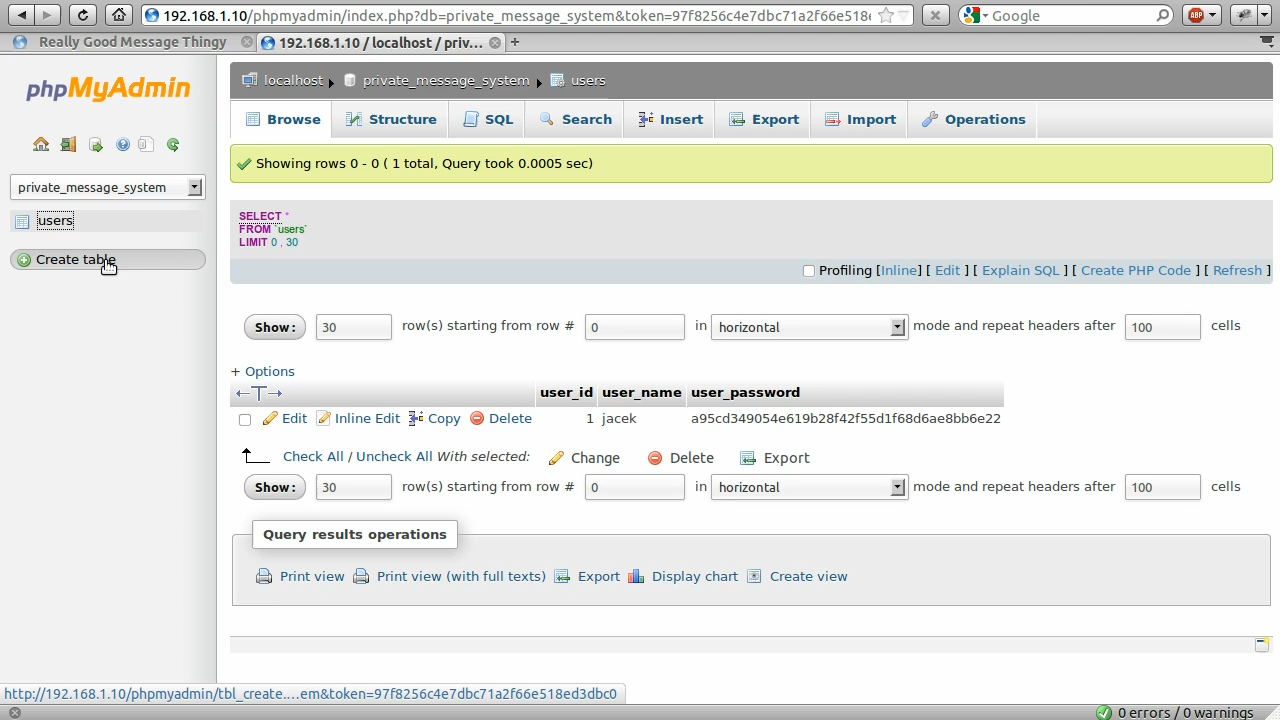 192.168.1.10/phpmyadmin/index.php?db=private_message_system&token=97f8256c4e7dbc71a2f66e518
Google
ABP
Really Good Message Thingy
192.168.1.10 / localhost / priv...
phpMyAdmin
private_message_system
users
Create table
localhost ▸ private_message_system ▸ users
Browse Structure SQL Search Insert Export Import Operations
Showing rows 0 - 0 ( 1 total, Query took 0.0005 sec)
SELECT *
FROM `users`
LIMIT 0 , 30
Profiling [Inline] [ Edit ] [ Explain SQL ] [ Create PHP Code ] [ Refresh ]
Show : 30 row(s) starting from row # 0 in horizontal mode and repeat headers after 100 cells
+ Options
←T→ user_id user_name user_password
Edit Inline Edit Copy Delete 1 jacek a95cd349054e619b28f42f55d1f68d6ae8bb6e22
Check All / Uncheck All With selected: Change Delete Export
Show : 30 row(s) starting from row # 0 in horizontal mode and repeat headers after 100 cells
Query results operations
Print view Print view (with full texts) Export Display chart Create view
http://192.168.1.10/phpmyadmin/tbl_create....em&token=97f8256c4e7dbc71a2f66e518ed3dbc0
0 errors / 0 warnings